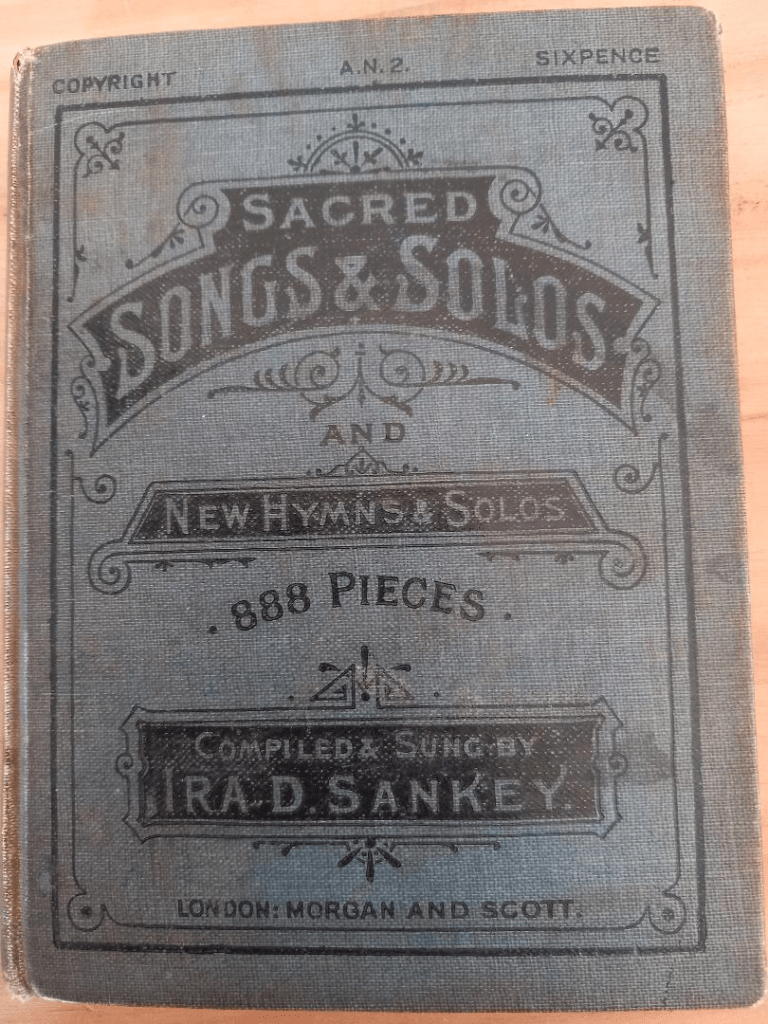 COPYRIGHT A.N.2. SIXPENCE
SACRED
SONGS & SOLOS
AND
NEW HYMNS & SOLOS
. 888 PIECES .
COMPILED & SUNG BY
IRA D. SANKEY.
LONDON: MORGAN AND SCOTT.